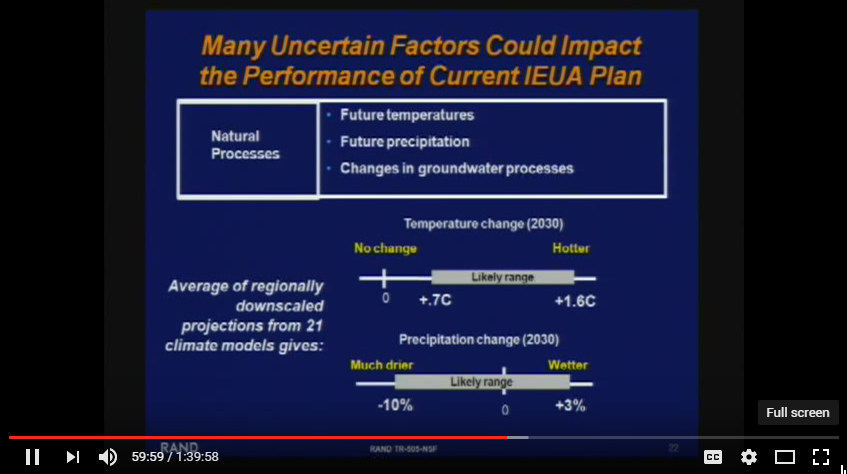 Many Uncertain Factors Could Impact
the Performance of Current IEUA Plan
Natural
Processes
• Future temperatures
• Future precipitation
• Changes in groundwater processes
Temperature change (2030)
No change Hotter
Likely range
0 +.7C +1.6C
Average of regionally
downscaled
projections from 21
climate models gives:
Precipitation change (2030)
Much drier Wetter
Likely range
-10% 0 +3%
Full screen
RAND RAND TR-505-NSF 22
59:59 / 1:39:58 CC